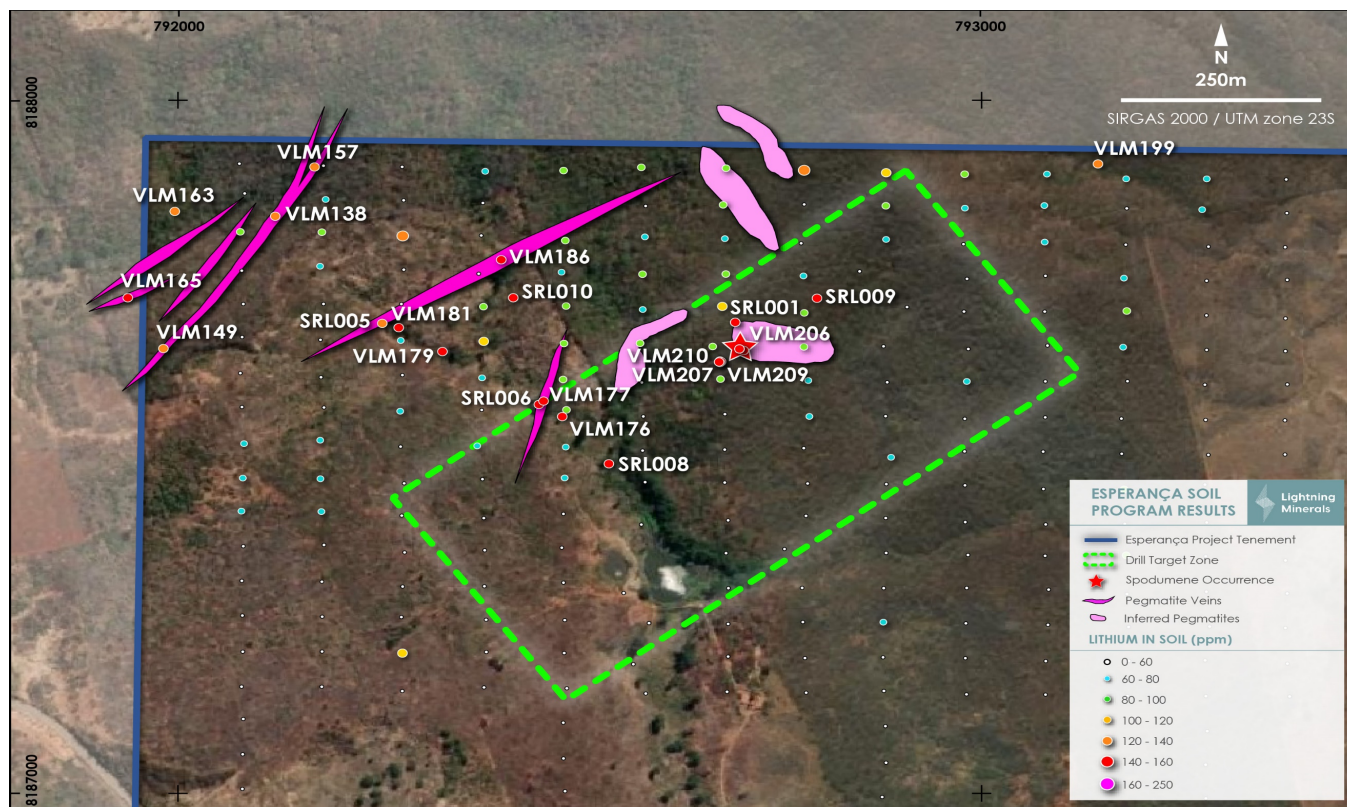 792000
793000
N
250m
SIRGAS 2000 / UTM zone 23S
8188000
VLM157
VLM199
VLM163
VLM138
VLM186
VLM165
SRL010
SRL009
SRL005
VLM181
SRL001
VLM149
VLM179
VLM206
VLM210
VLM207
VLM209
SRL006
VLM177
VLM176
SRL008
ESPERANÇA SOIL
PROGRAM RESULTS
Lightning
Minerals
Esperança Project Tenement
Drill Target Zone
Spodumene Occurrence
Pegmatite Veins
Inferred Pegmatites
LITHIUM IN SOIL (ppm)
0 - 60
60 - 80
80 - 100
100 - 120
120 - 140
140 - 160
160 - 250
8187000